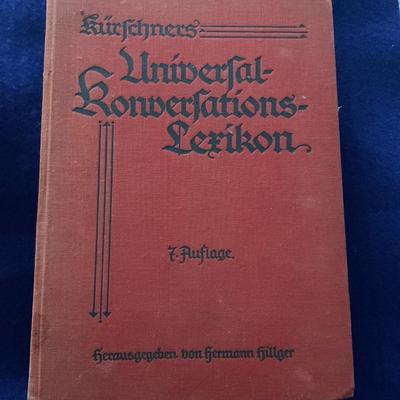 Kürschners
Universal-
Konversations-
Lexikon
7. Auflage.
Herausgegeben von Hermann Hillger